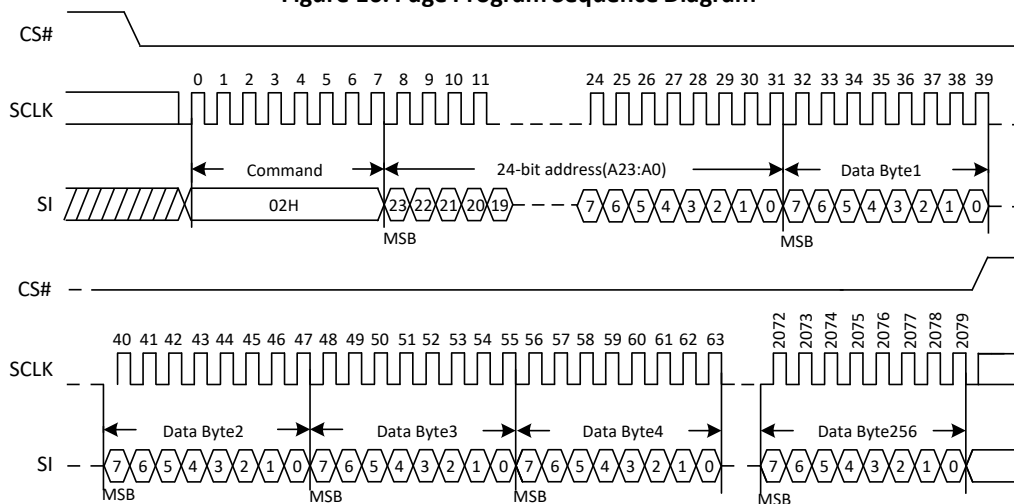 Figure 10. Page Program Sequence Diagram
CS#
0 1 2 3 4 5 6 7 8 9 10 11 24 25 26 27 28 29 30 31 32 33 34 35 36 37 38 39
SCLK
Command 24-bit address(A23:A0) Data Byte1
SI 02H 23 22 21 20 19 7 6 5 4 3 2 1 0 7 6 5 4 3 2 1 0
MSB MSB
CS#
40 41 42 43 44 45 46 47 48 49 50 51 52 53 54 55 56 57 58 59 60 61 62 63 2072 2073 2074 2075 2076 2077 2078 2079
SCLK
Data Byte2 Data Byte3 Data Byte4 Data Byte256
SI 7 6 5 4 3 2 1 0 7 6 5 4 3 2 1 0 7 6 5 4 3 2 1 0 7 6 5 4 3 2 1 0
MSB MSB MSB MSB